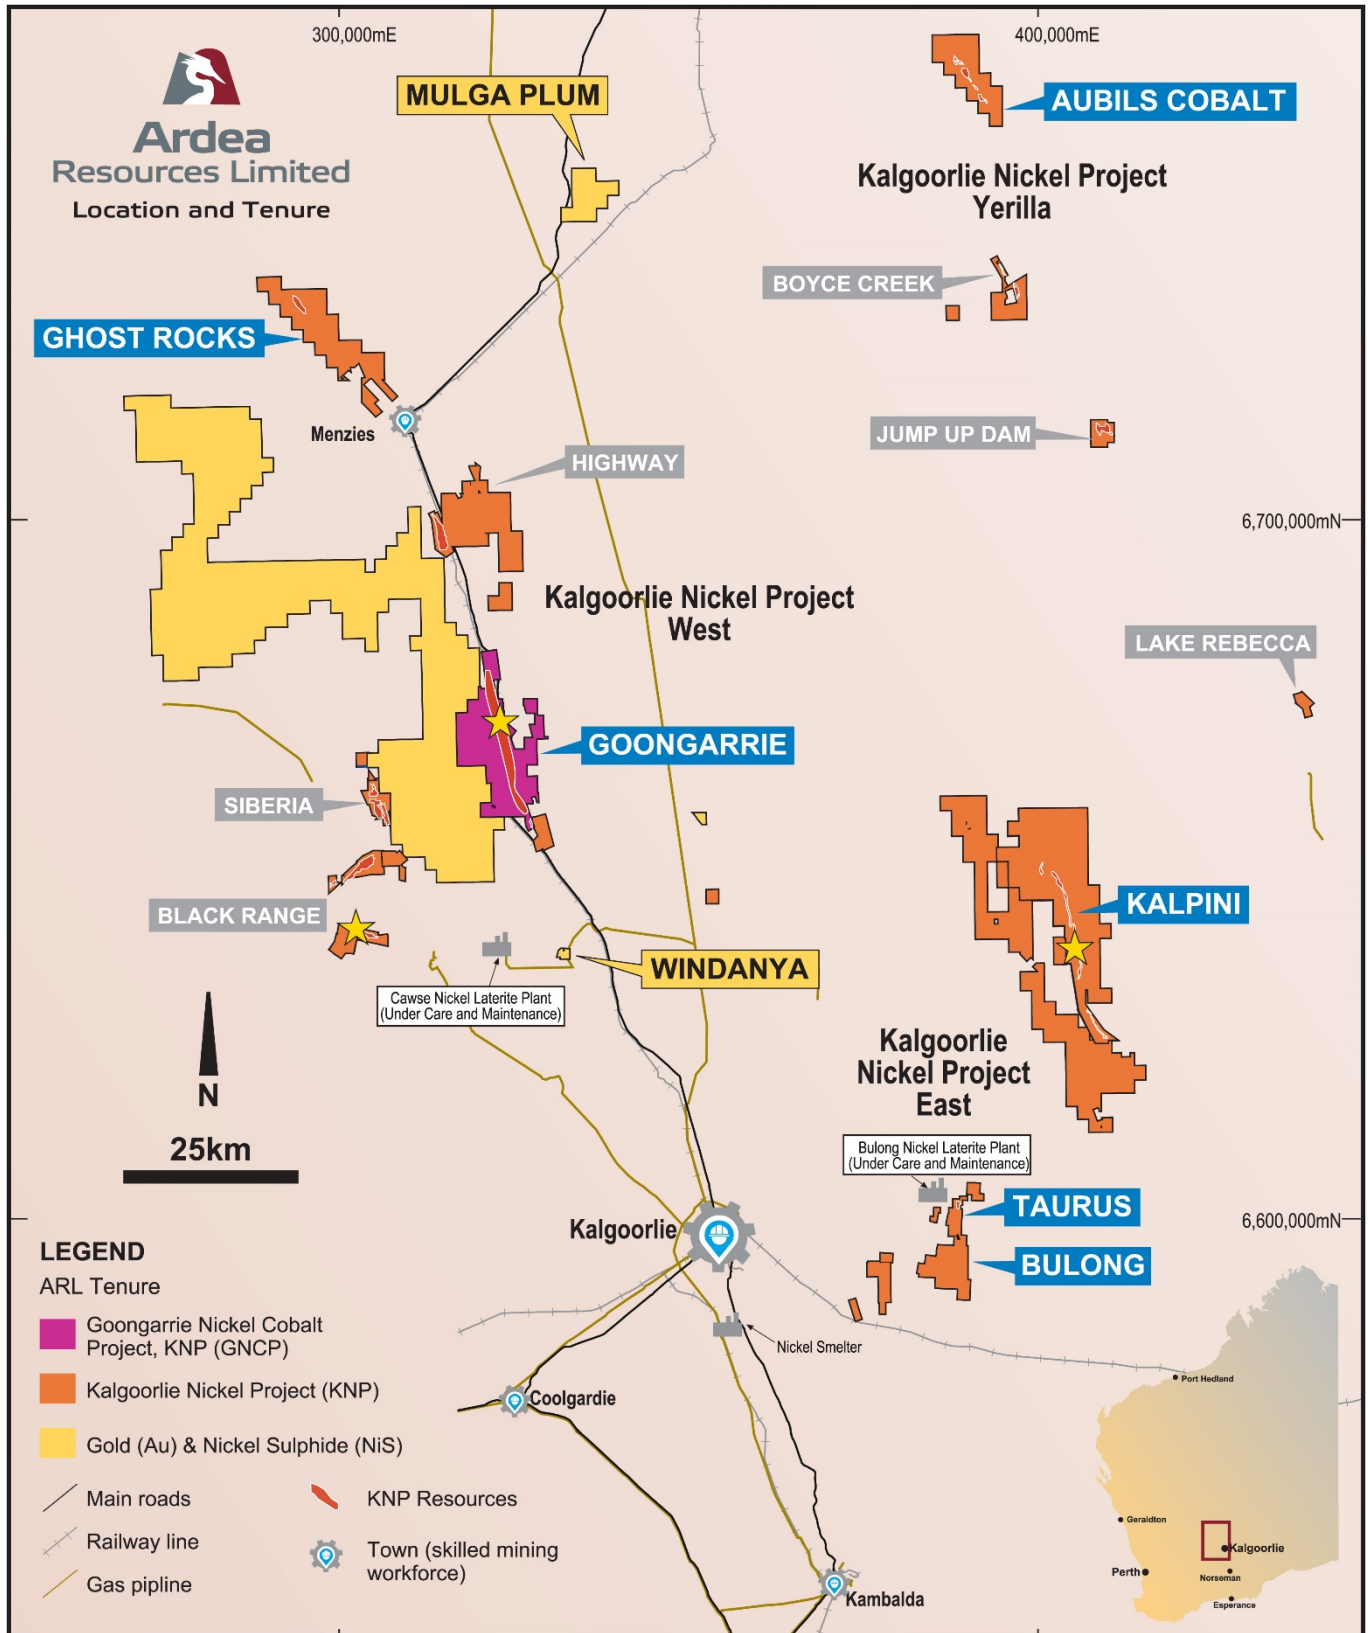 300,000mE
400,000mE
Ardea
Resources Limited
Location and Tenure
MULGA PLUM
AUBILS COBALT
Kalgoorlie Nickel Project
Yerilla
BOYCE CREEK
GHOST ROCKS
Menzies
JUMP UP DAM
HIGHWAY
6,700,000mN
Kalgoorlie Nickel Project
West
LAKE REBECCA
GOONGARRIE
SIBERIA
BLACK RANGE
KALPINI
WINDANYA
Cawse Nickel Laterite Plant
(Under Care and Maintenance)
N
25km
Kalgoorlie
Nickel Project
East
Bulong Nickel Laterite Plant
(Under Care and Maintenance)
TAURUS
6,600,000mN
Kalgoorlie
BULONG
Nickel Smelter
Coolgardie
Kambalda
LEGEND
ARL Tenure
Goongarrie Nickel Cobalt
Project, KNP (GNCP)
Kalgoorlie Nickel Project (KNP)
Gold (Au) & Nickel Sulphide (NiS)
Main roads
Railway line
Gas pipline
KNP Resources
Town (skilled mining
workforce)
Port Hedland
Geraldton
Kalgoorlie
Perth
Norseman
Esperance